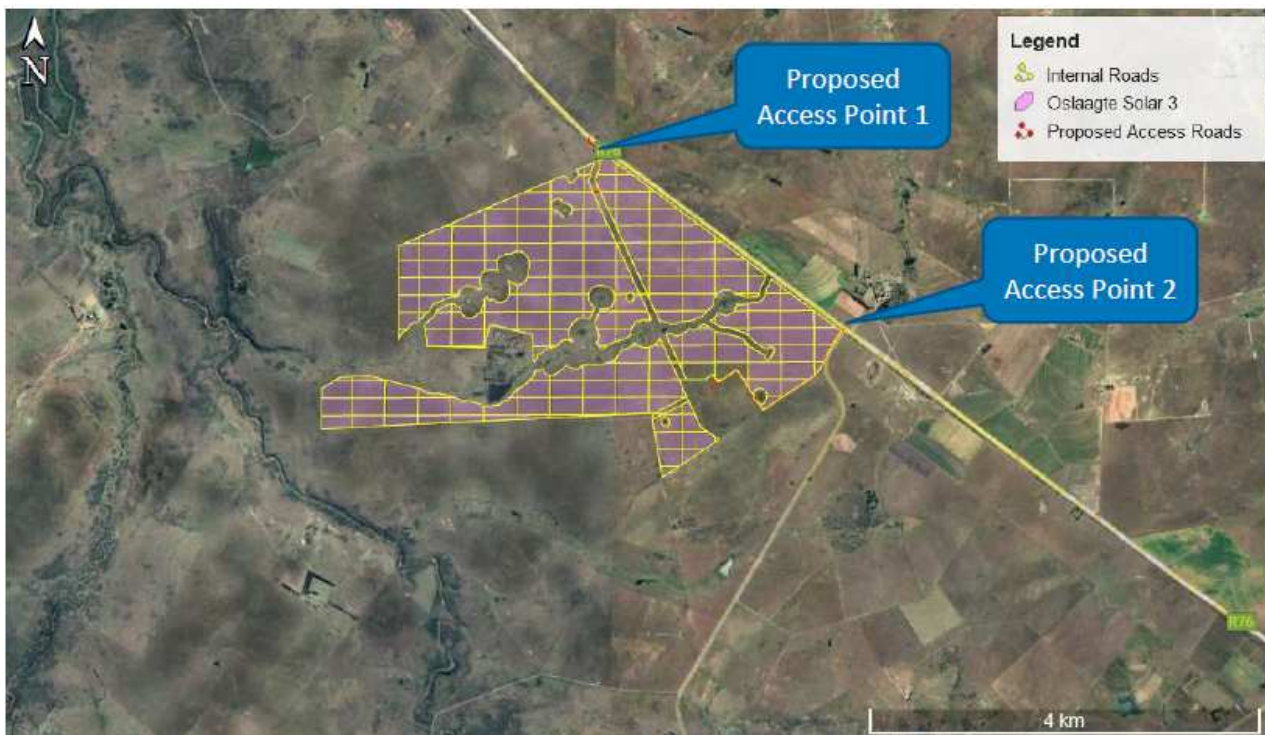 N
Proposed
Access Point 1
Legend
Internal Roads
Oslaagte Solar 3
Proposed Access Roads
R76
Proposed
Access Point 2
R76
4 km